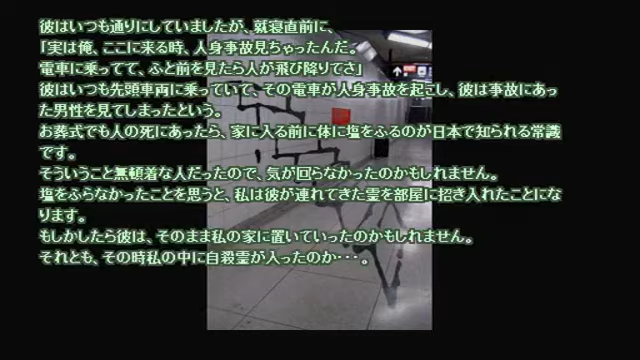 彼はいつも通りにしていましたが、就寝直前に、
「実は俺、ここに来る時、人身事故見ちゃったんだ。
電車に乗ってて、ふと前を見たら人が飛び降りてさ」
彼はいつも先頭車両に乗っていて、その電車が人身事故を起こし、彼は事故にあっ
た男性を見てしまったという。
お葬式でも人の死にあったら、家に入る前に体に塩をふるのが日本で知られる常識
です。
そういうこと無頓着な人だったので、気が回らなかったのかもしれません。
塩をふらなかったことを思うと、私は彼が連れてきた霊を部屋に招き入れたことにな
ります。
もしかしたら彼は、そのまま私の家に置いていったのかもしれません。
それとも、その時私の中に自殺霊が入ったのか・・・。